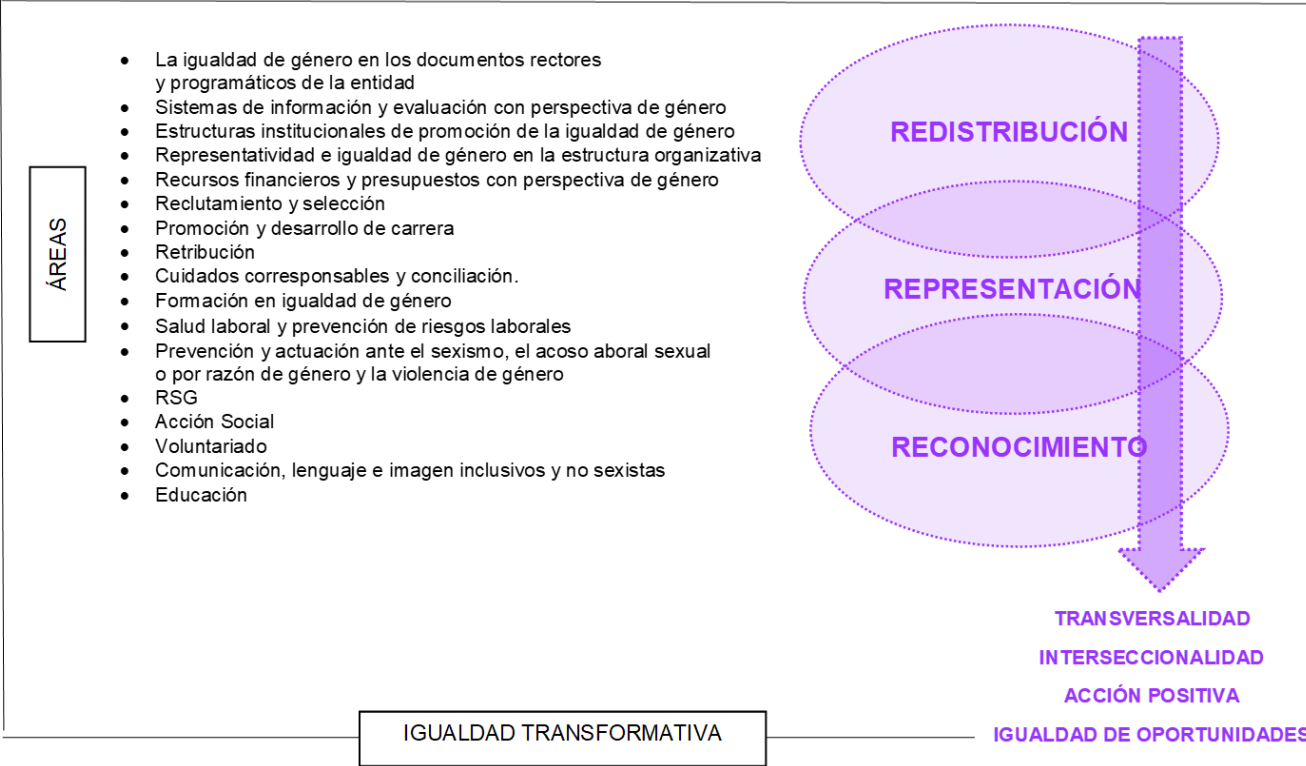 ÁREAS
• La igualdad de género en los documentos rectores
y programáticos de la entidad
• Sistemas de información y evaluación con perspectiva de género
• Estructuras institucionales de promoción de la igualdad de género
• Representatividad e igualdad de género en la estructura organizativa
• Recursos financieros y presupuestos con perspectiva de género
• Reclutamiento y selección
• Promoción y desarrollo de carrera
• Retribución
• Cuidados corresponsables y conciliación.
• Formación en igualdad de género
• Salud laboral y prevención de riesgos laborales
• Prevención y actuación ante el sexismo, el acoso aboral sexual
o por razón de género y la violencia de género
• RSG
• Acción Social
• Voluntariado
• Comunicación, lenguaje e imagen inclusivos y no sexistas
• Educación
REDISTRIBUCIÓN
REPRESENTACIÓN
RECONOCIMIENTO
TRANSVERSALIDAD
INTERSECCIONALIDAD
ACCIÓN POSITIVA
IGUALDAD DE OPORTUNIDADES
IGUALDAD TRANSFORMATIVA